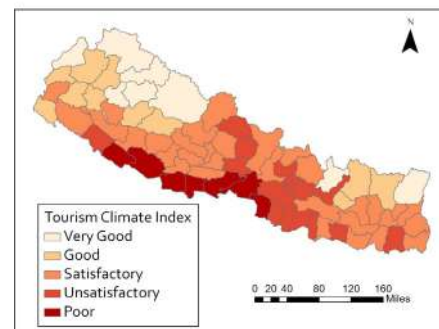 N
Tourism Climate Index
Very Good
Good
Satisfactory
Unsatisfactory
Poor
0 20 40 80 120 160
Miles